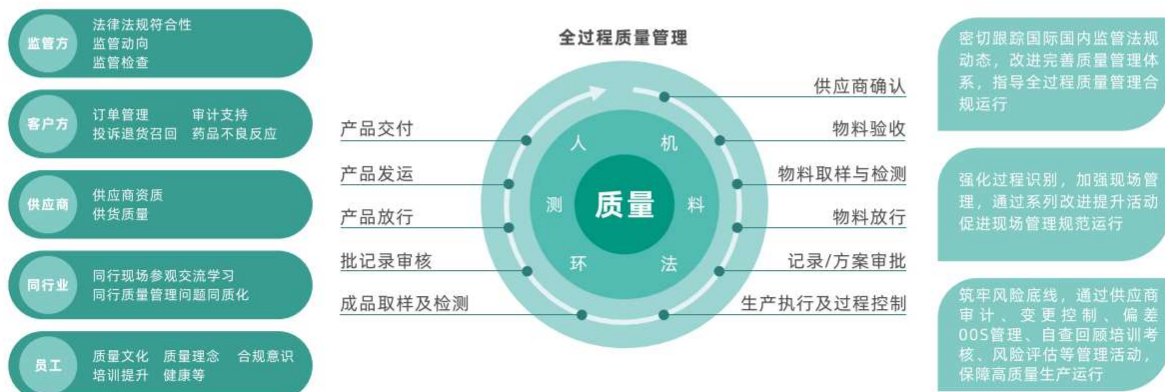 监管方
法律法规符合性
监管动向
监管检查
客户方
订单管理 审计支持
投诉退货召回 药品不良反应
供应商
供应商资质
供货质量
同行业
同行现场参观交流学习
同行质量管理问题同质化
员工
质量文化 质量理念 合规意识
培训提升 健康等
全过程质量管理
供应商确认
物料验收
物料取样与检测
物料放行
记录/方案审批
生产执行及过程控制
成品取样及检测
批记录审核
产品放行
产品发运
产品交付
人
机
料
法
环
测
质量
密切跟踪国际国内监管法规
动态，改进完善质量管理体
系，指导全过程质量管理合
规运行
强化过程识别，加强现场管
理，通过系列改进提升活动
促进现场管理规范运行
筑牢风险底线，通过供应商
审计、变更控制、偏差
OOS管理、自查回顾培训考
核、风险评估等管理活动，
保障高质量生产运行